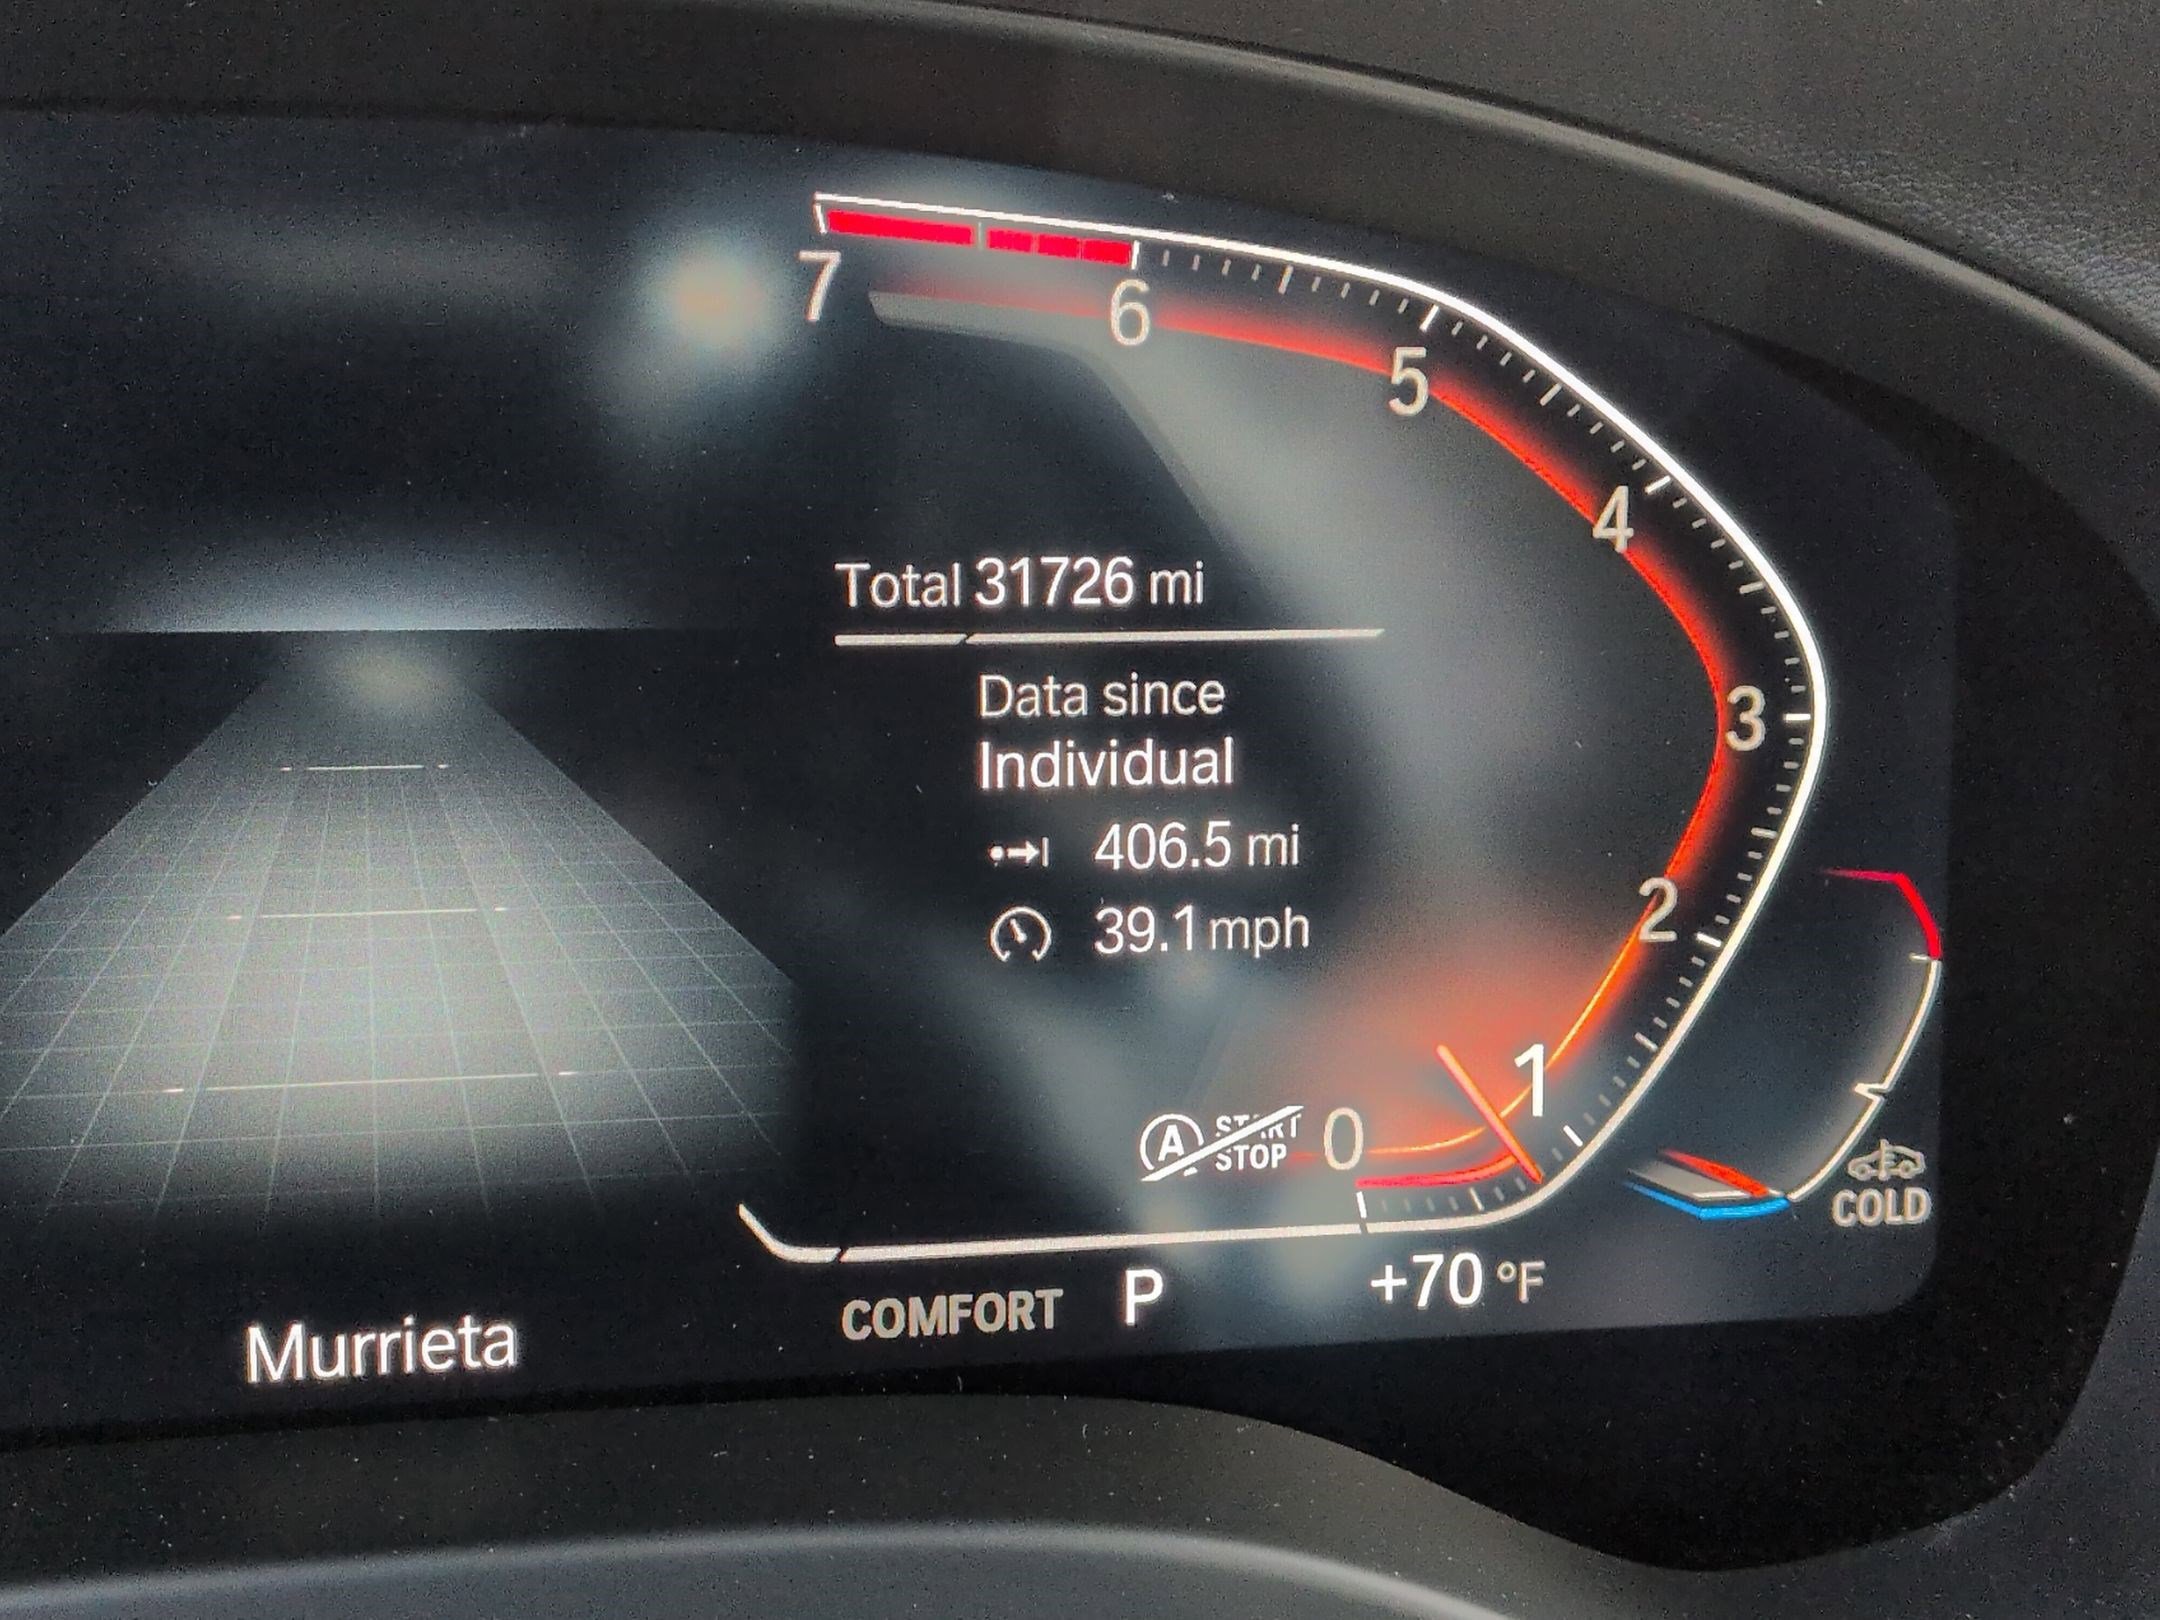 7
6
5
4
3
2
1
0
Total 31726 mi
Data since
Individual
406.5 mi
39.1 mph
A START
STOP
COLD
COMFORT P +70 °F
Murrieta